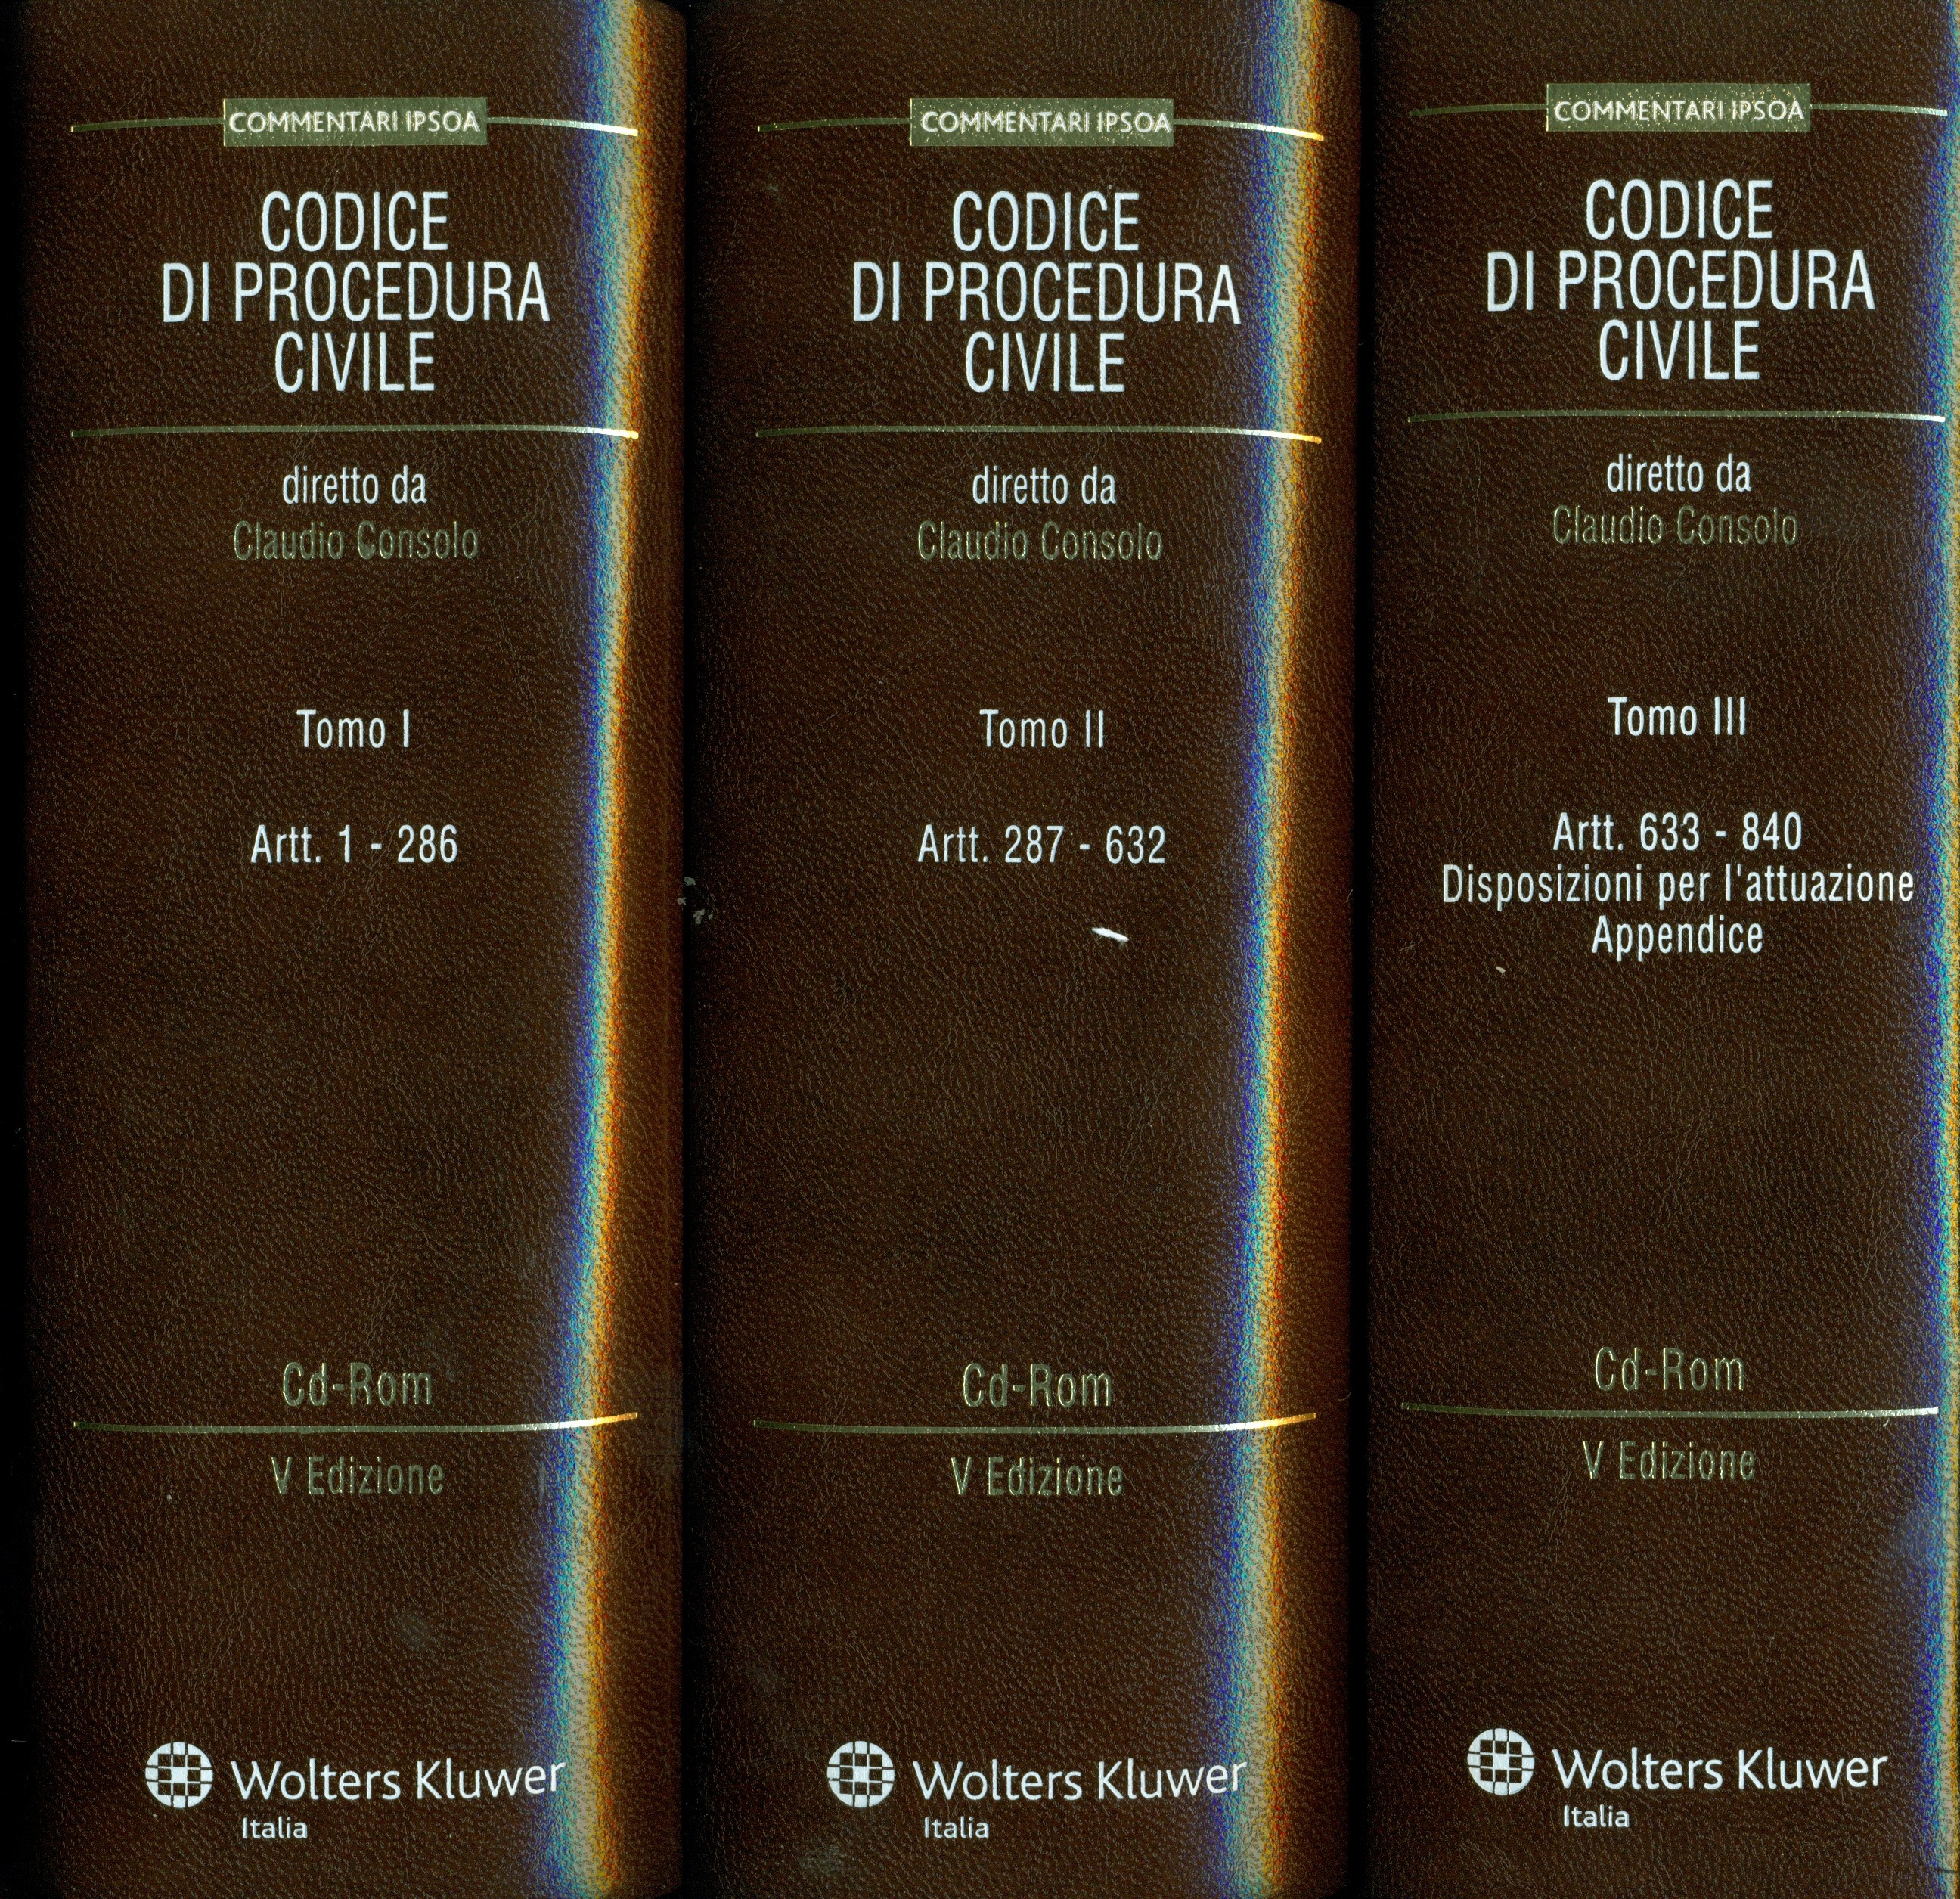 COMMENTARI IPSOA
CODICE
DI PROCEDURA
CIVILE
diretto da
Claudio Consolo
Tomo I
Artt. 1 - 286
Cd-Rom
V Edizione
Wolters Kluwer
Italia
COMMENTARI IPSOA
CODICE
DI PROCEDURA
CIVILE
diretto da
Claudio Consolo
Tomo II
Artt. 287 - 632
Cd-Rom
V Edizione
Wolters Kluwer
Italia
COMMENTARI IPSOA
CODICE
DI PROCEDURA
CIVILE
diretto da
Claudio Consolo
Tomo III
Artt. 633 - 840
Disposizioni per l'attuazione
Appendice
Cd-Rom
V Edizione
Wolters Kluwer
Italia